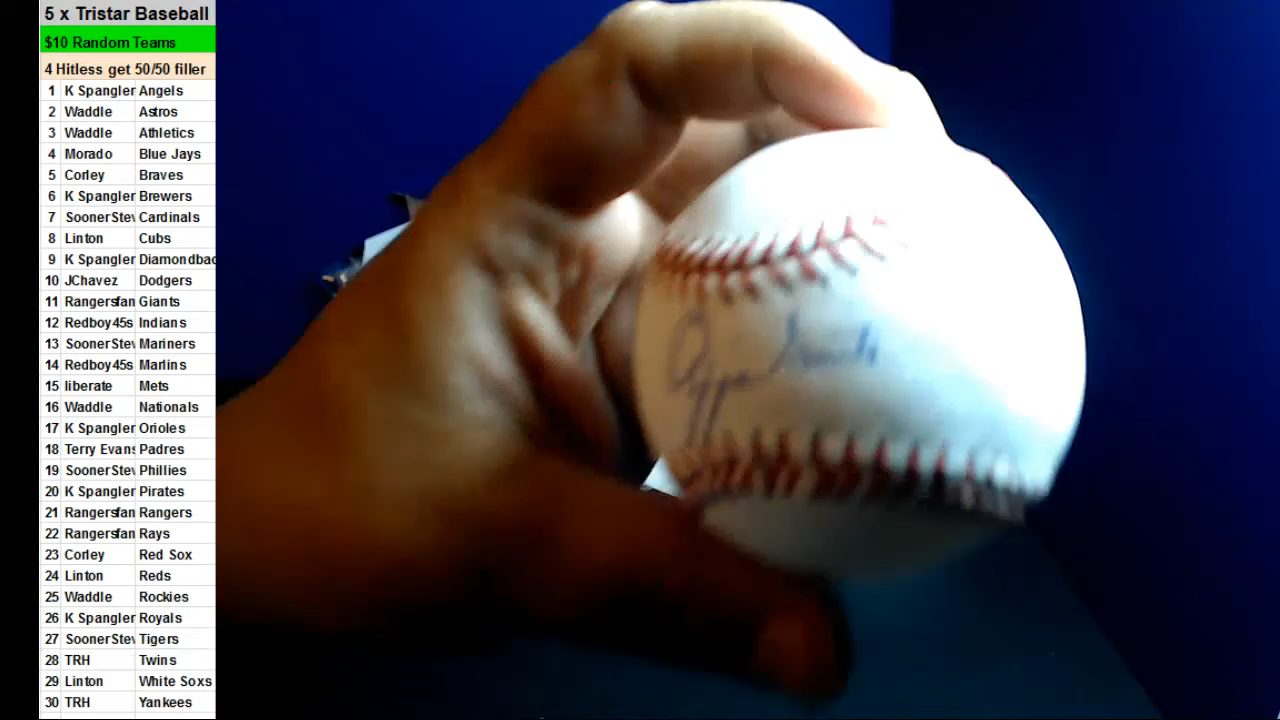 5 x Tristar Baseball
$10 Random Teams
4 Hitless get 50/50 filler
1 K Spangler Angels
2 Waddle Astros
3 Waddle Athletics
4 Morado Blue Jays
5 Corley Braves
6 K Spangler Brewers
7 SoonerStev Cardinals
8 Linton Cubs
9 K Spangler Diamondbac
10 JChavez Dodgers
11 Rangersfan Giants
12 Redboy45s Indians
13 SoonerStev Mariners
14 Redboy45s Marlins
15 liberate Mets
16 Waddle Nationals
17 K Spangler Orioles
18 Terry Evans Padres
19 SoonerStev Phillies
20 K Spangler Pirates
21 Rangersfan Rangers
22 Rangersfan Rays
23 Corley Red Sox
24 Linton Reds
25 Waddle Rockies
26 K Spangler Royals
27 SoonerStev Tigers
28 TRH Twins
29 Linton White Soxs
30 TRH Yankees
Ozzie Smith